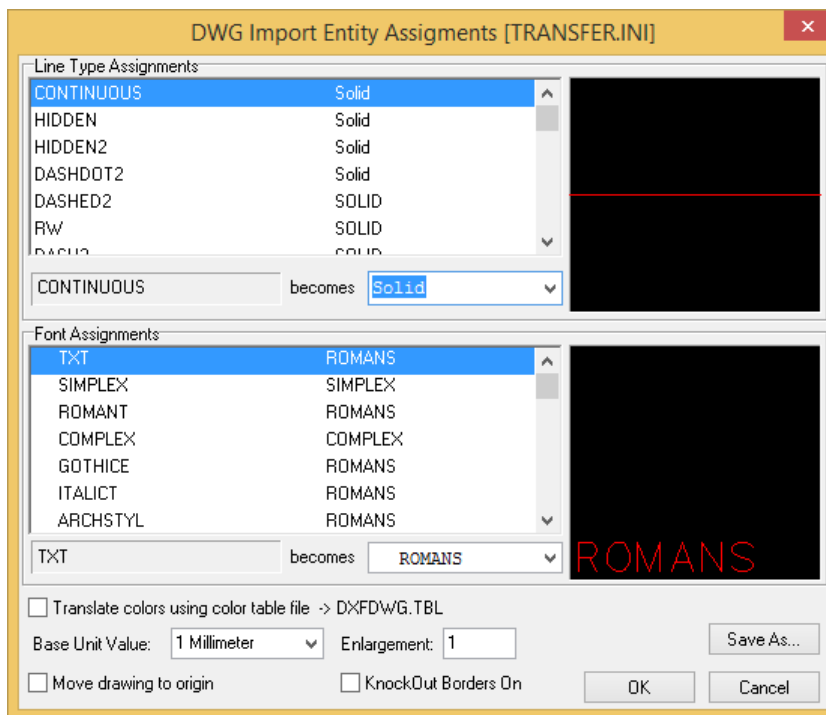 DWG Import Entity Assigments [TRANSFER.INI]
Line Type Assignments
CONTINUOUS Solid
HIDDEN Solid
HIDDEN2 Solid
DASHDOT2 Solid
DASHED2 SOLID
RW SOLID
CONTINUOUS becomes Solid
Font Assignments
TXT ROMANS
SIMPLEX SIMPLEX
ROMANT ROMANS
COMPLEX COMPLEX
GOTHICE ROMANS
ITALICT ROMANS
ARCHSTYL ROMANS
TXT becomes ROMANS
ROMANS
Translate colors using color table file -> DXFDWG.TBL
Base Unit Value: 1 Millimeter Enlargement: 1 Save As...
Move drawing to origin KnockOut Borders On OK Cancel